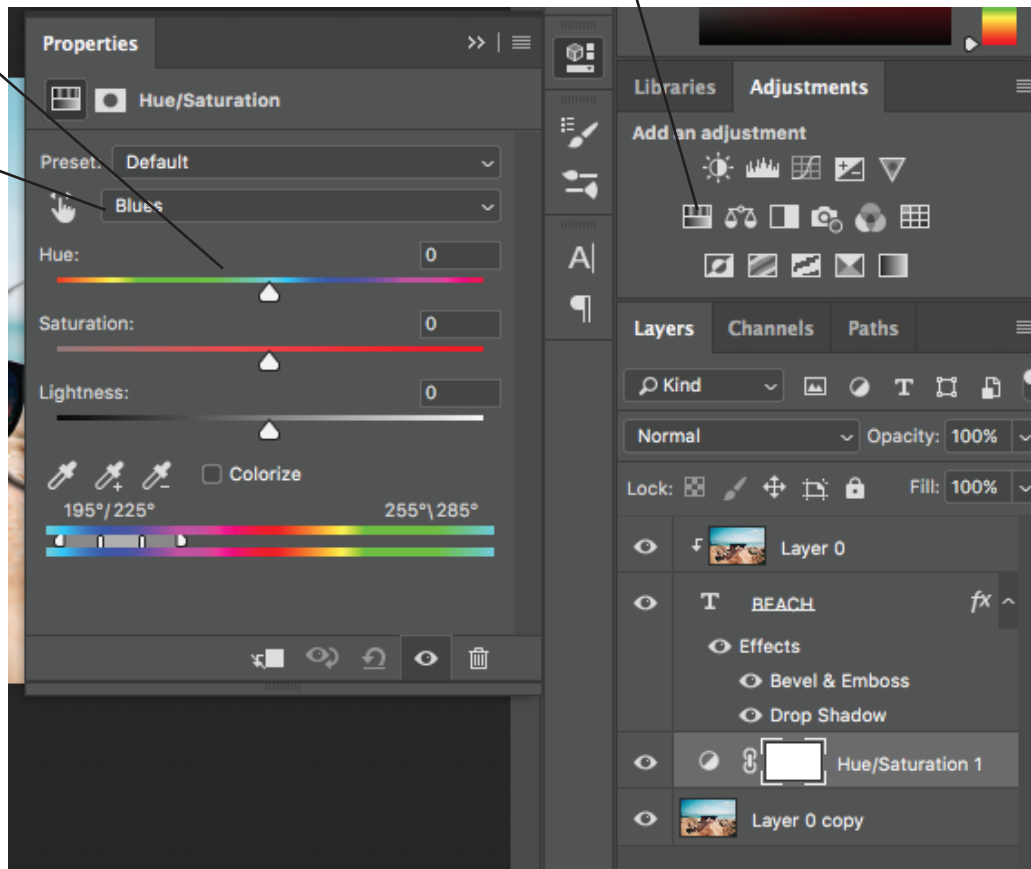 Properties
Hue/Saturation
Preset: Default
Blues
Hue: 0
Saturation: 0
Lightness: 0
Colorize
195°/225° 255°\285°
A|
¶
Libraries Adjustments
Add an adjustment
Layers Channels Paths
Kind
T
Normal Opacity: 100%
Lock: Fill: 100%
Layer 0
T BEACH fx
Effects
Bevel & Emboss
Drop Shadow
Hue/Saturation 1
Layer 0 copy